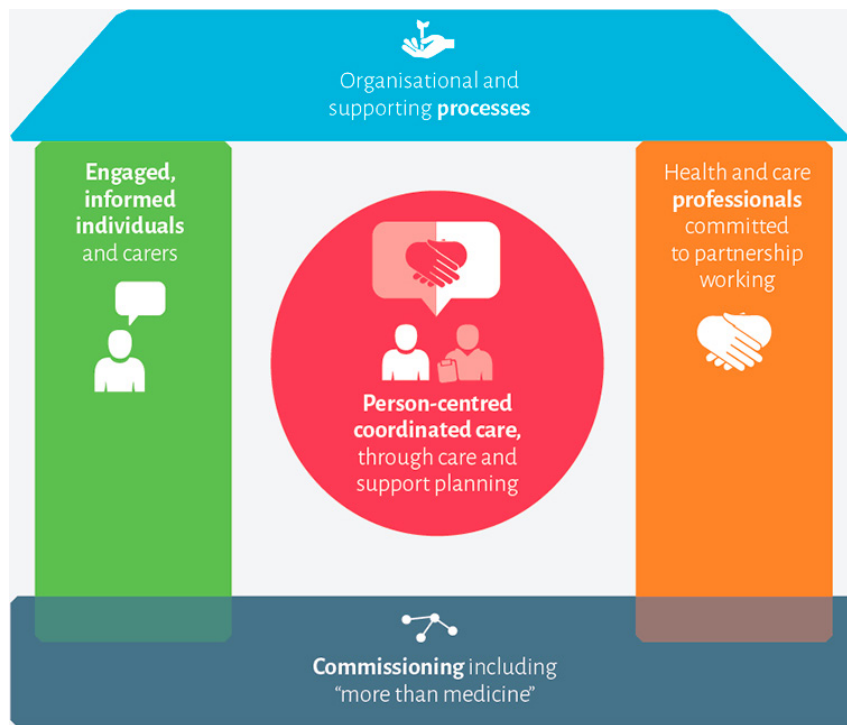 Organisational and
supporting processes
Engaged,
informed
individuals
and carers
Health and care
professionals
committed
to partnership
working
Person-centred
coordinated care,
through care and
support planning
Commissioning including
“more than medicine”